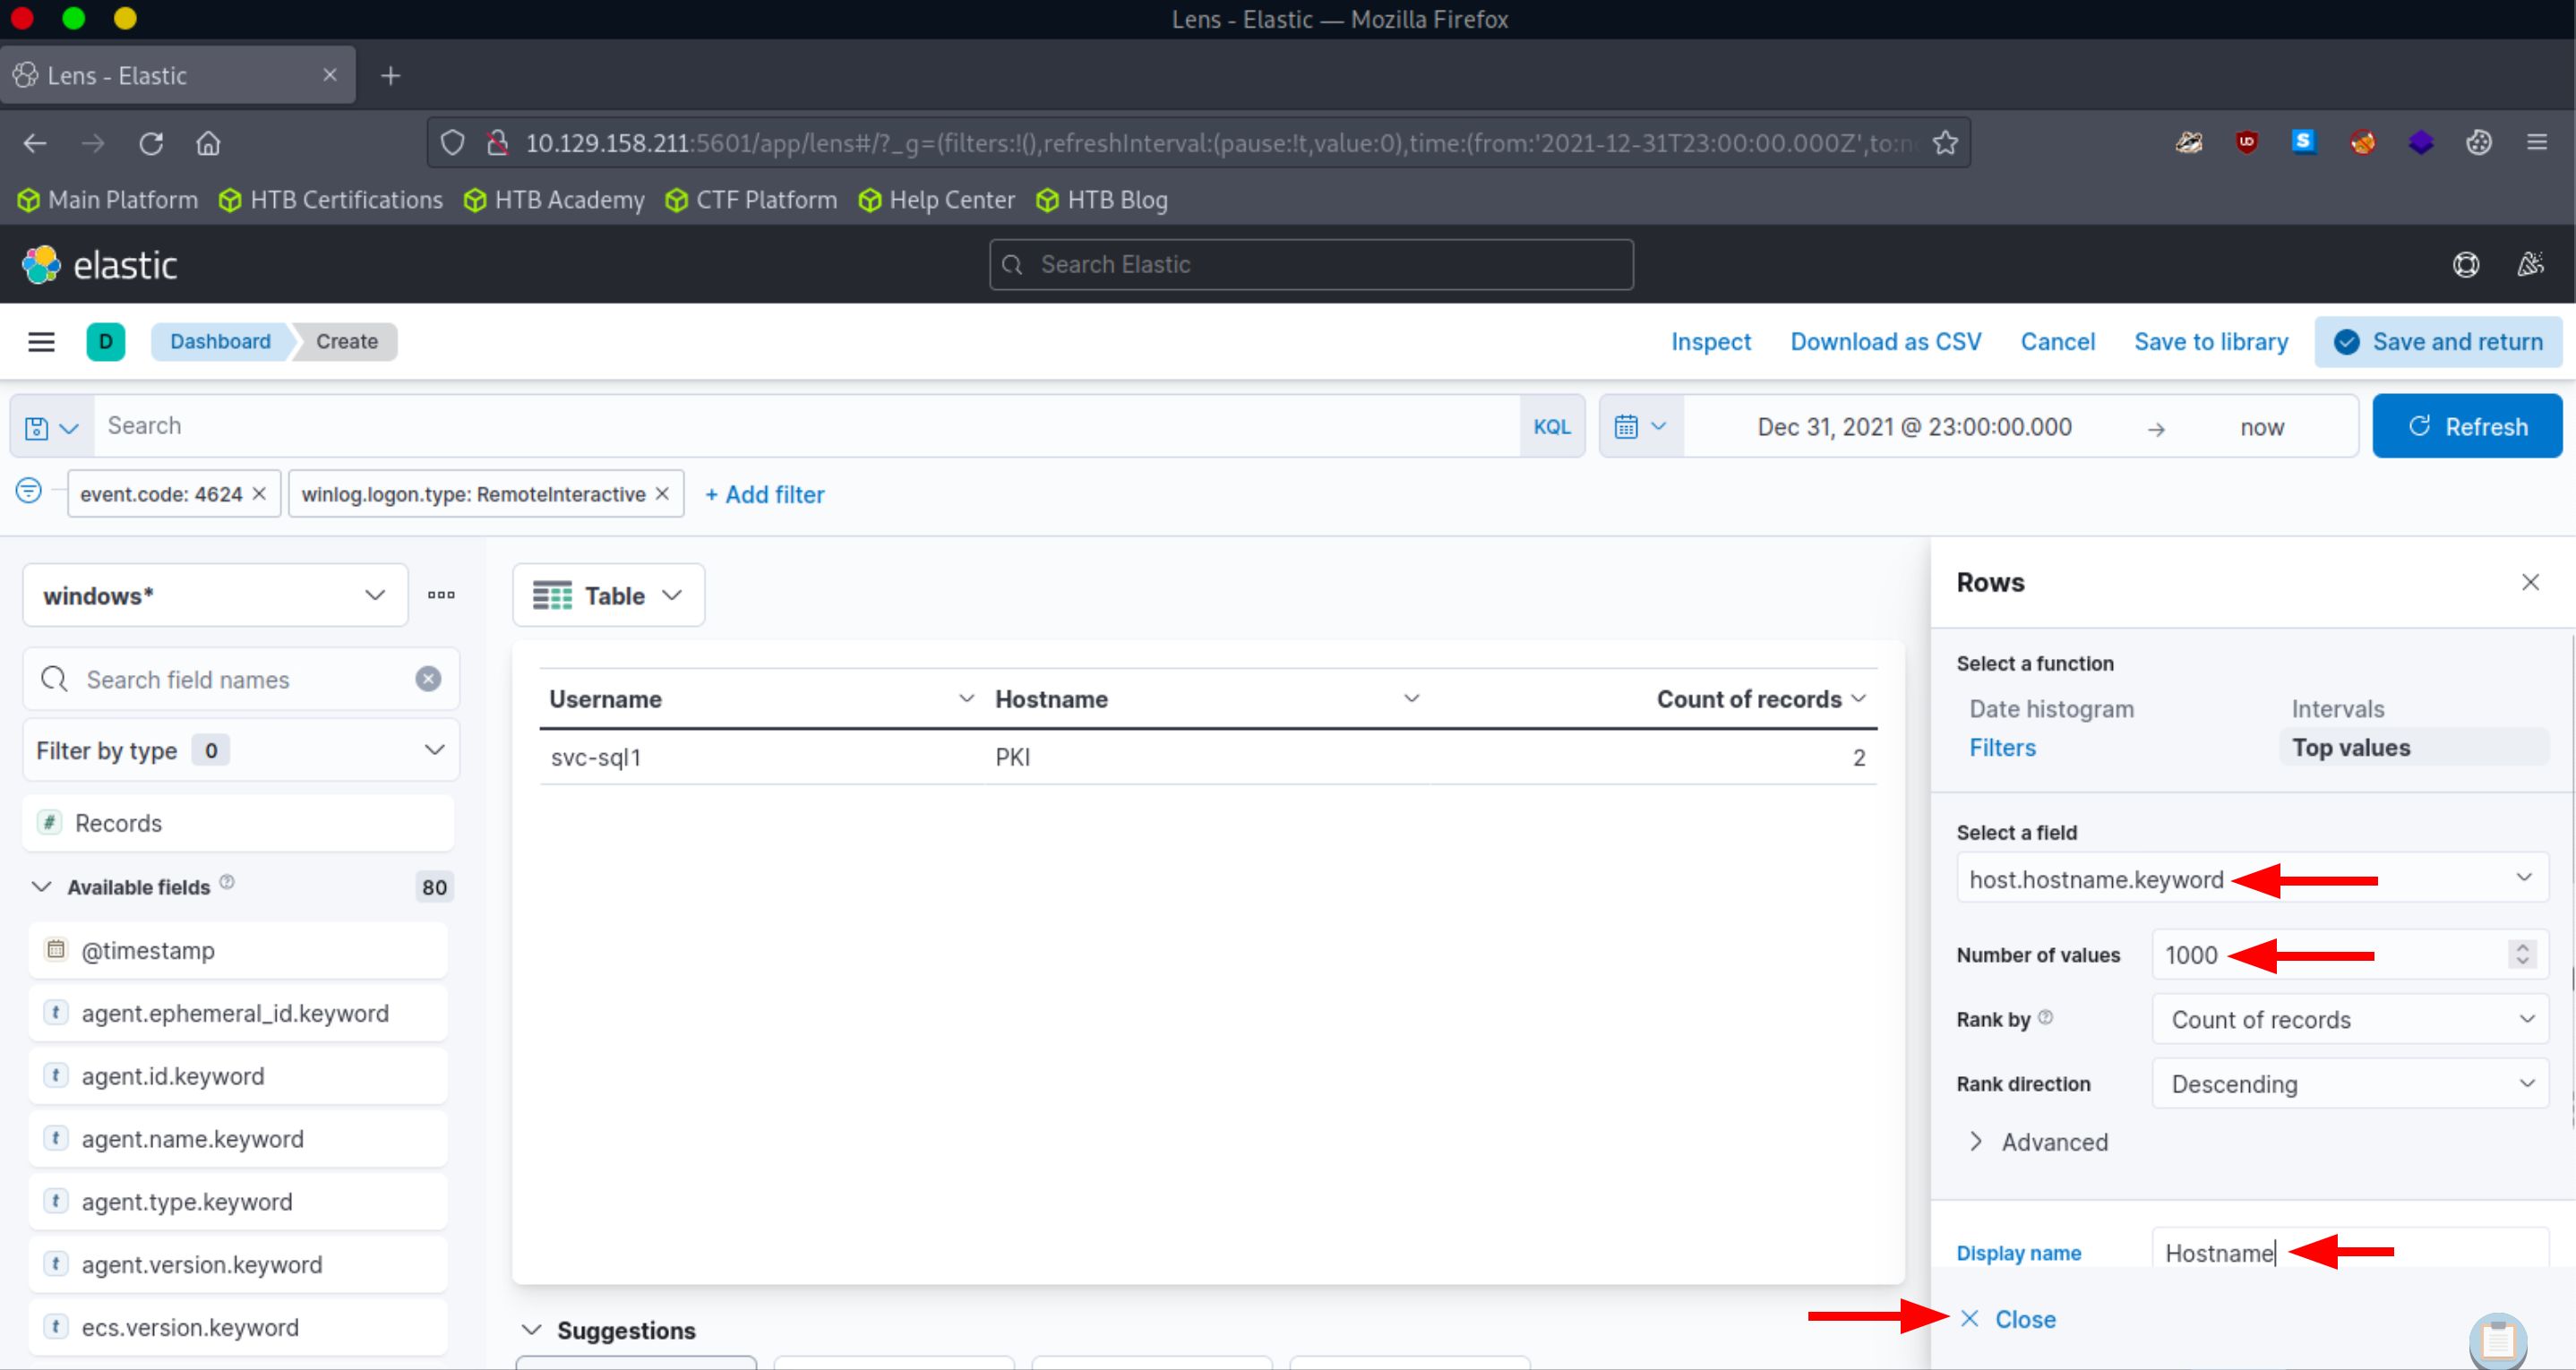 Lens - Elastic — Mozilla Firefox
Lens - Elastic
10.129.158.211:5601/app/lens#/?_g=(filters:!(),refreshInterval:(pause:!t,value:0),time:(from:'2021-12-31T23:00:00.000Z',to:n
Main Platform HTB Certifications HTB Academy CTF Platform Help Center HTB Blog
elastic
Search Elastic
D Dashboard Create
Inspect Download as CSV Cancel Save to library Save and return
Search KQL Dec 31, 2021 @ 23:00:00.000 → now Refresh
event.code: 4624 winlog.logon.type: RemoteInteractive + Add filter
windows*
Search field names
Filter by type 0
# Records
Available fields 80
@timestamp
t agent.ephemeral_id.keyword
t agent.id.keyword
t agent.name.keyword
t agent.type.keyword
t agent.version.keyword
t ecs.version.keyword
Table
Username Hostname Count of records
svc-sql1 PKI 2
Suggestions
Rows
Select a function
Date histogram Intervals
Filters Top values
Select a field
host.hostname.keyword
Number of values 1000
Rank by Count of records
Rank direction Descending
Advanced
Display name Hostname
Close